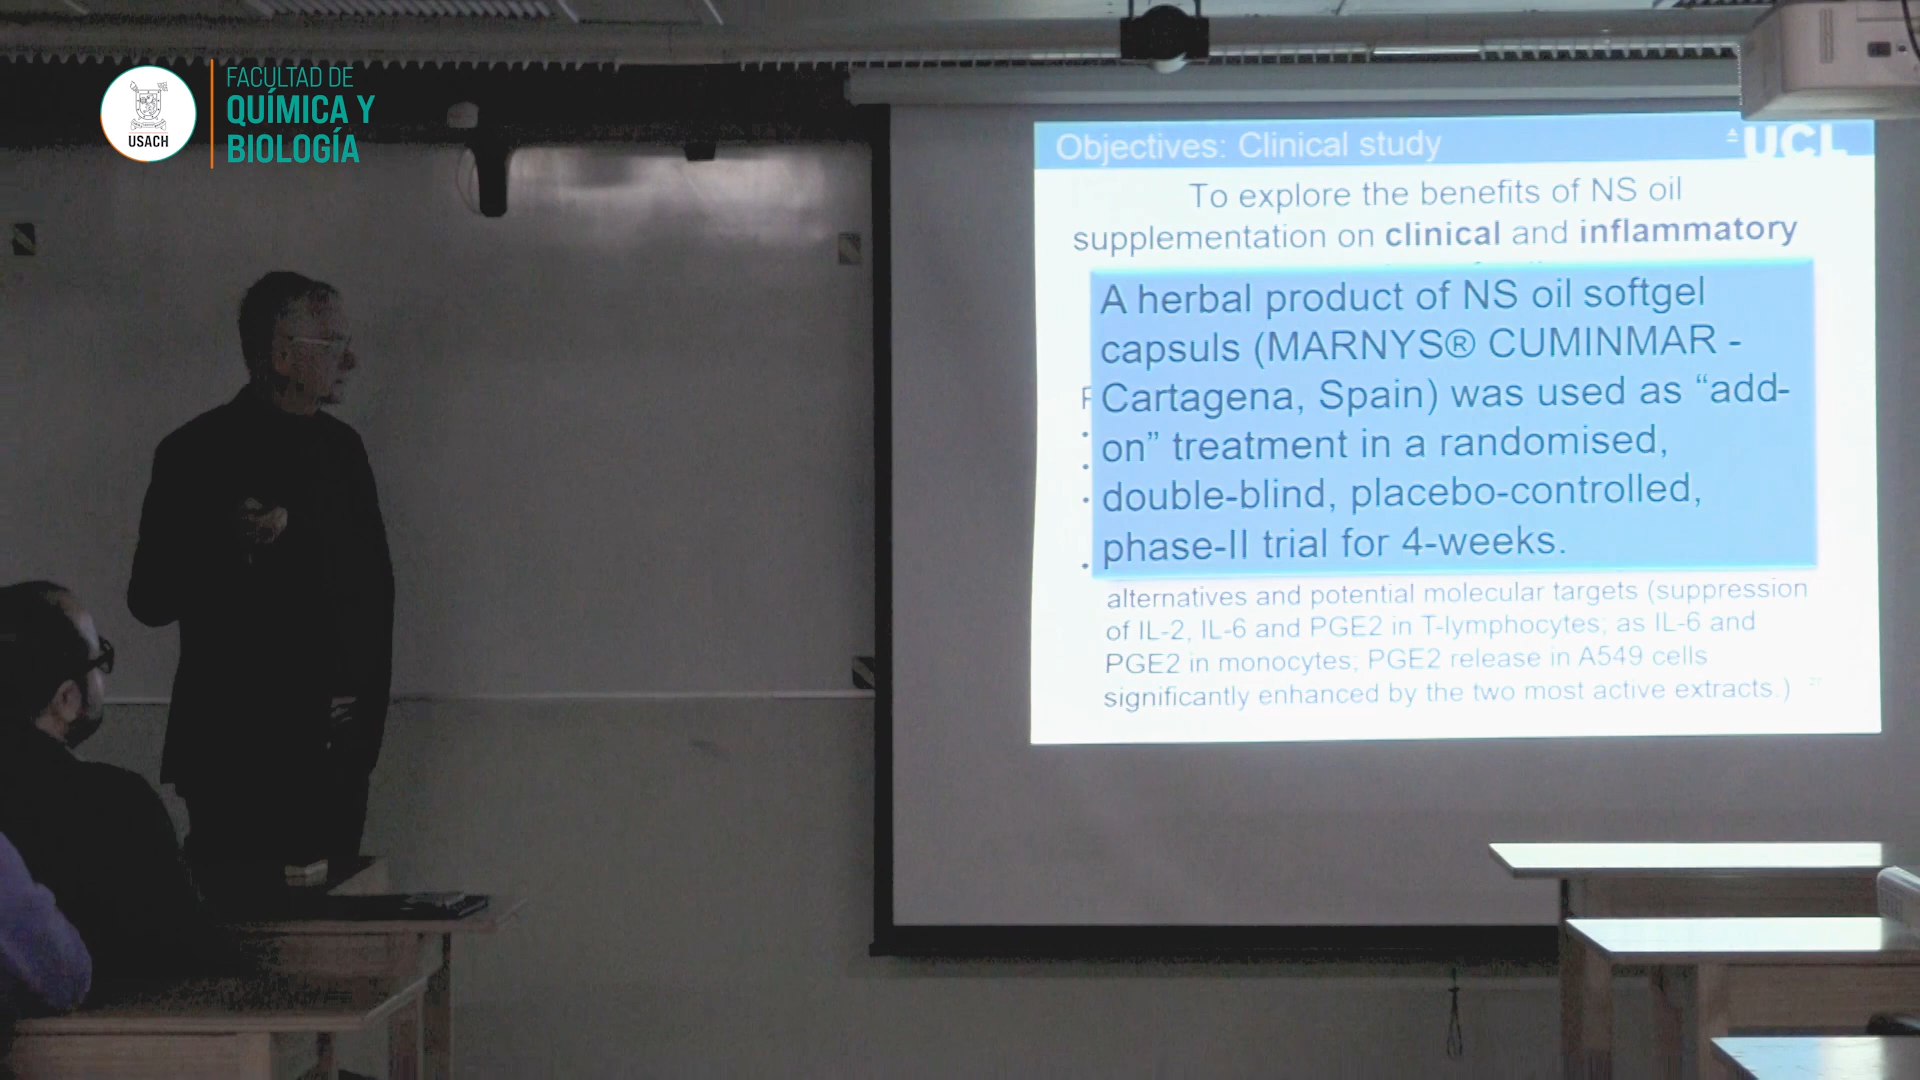 USACH
FACULTAD DE
QUÍMICA Y
BIOLOGÍA
Objectives: Clinical study
UCL
To explore the benefits of NS oil
supplementation on clinical and inflammatory
A herbal product of NS oil softgel
capsuls (MARNYS® CUMINMAR -
Cartagena, Spain) was used as “add-
on” treatment in a randomised,
double-blind, placebo-controlled,
phase-II trial for 4-weeks.
alternatives and potential molecular targets (suppression
of IL-2, IL-6 and PGE2 in T-lymphocytes; as IL-6 and
PGE2 in monocytes; PGE2 release in A549 cells
significantly enhanced by the two most active extracts.)